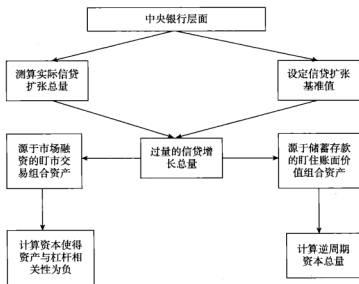 中央银行层面
测算实际信贷
扩张总量
设定信贷扩张
基准值
源于市场融
资的盯市交
易组合资产
过量的信贷增
长总量
源于储蓄存款
的盯住账面价
值组合资产
计算资本使得
资产与杠杆相
关性为负
计算逆周期
资本总量